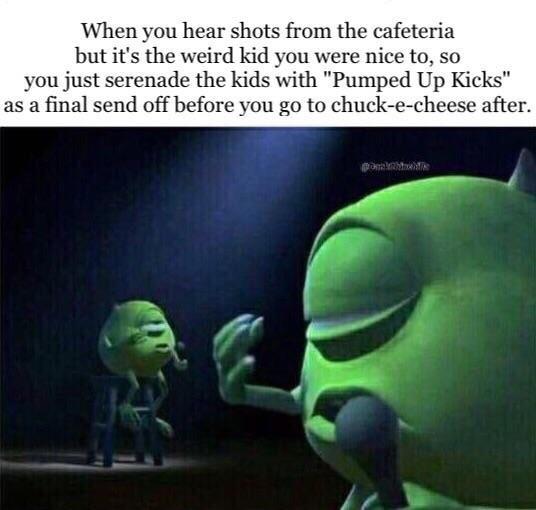 When you hear shots from the cafeteria
but it's the weird kid you were nice to, so
you just serenade the kids with "Pumped Up Kicks"
as a final send off before you go to chuck-e-cheese after.